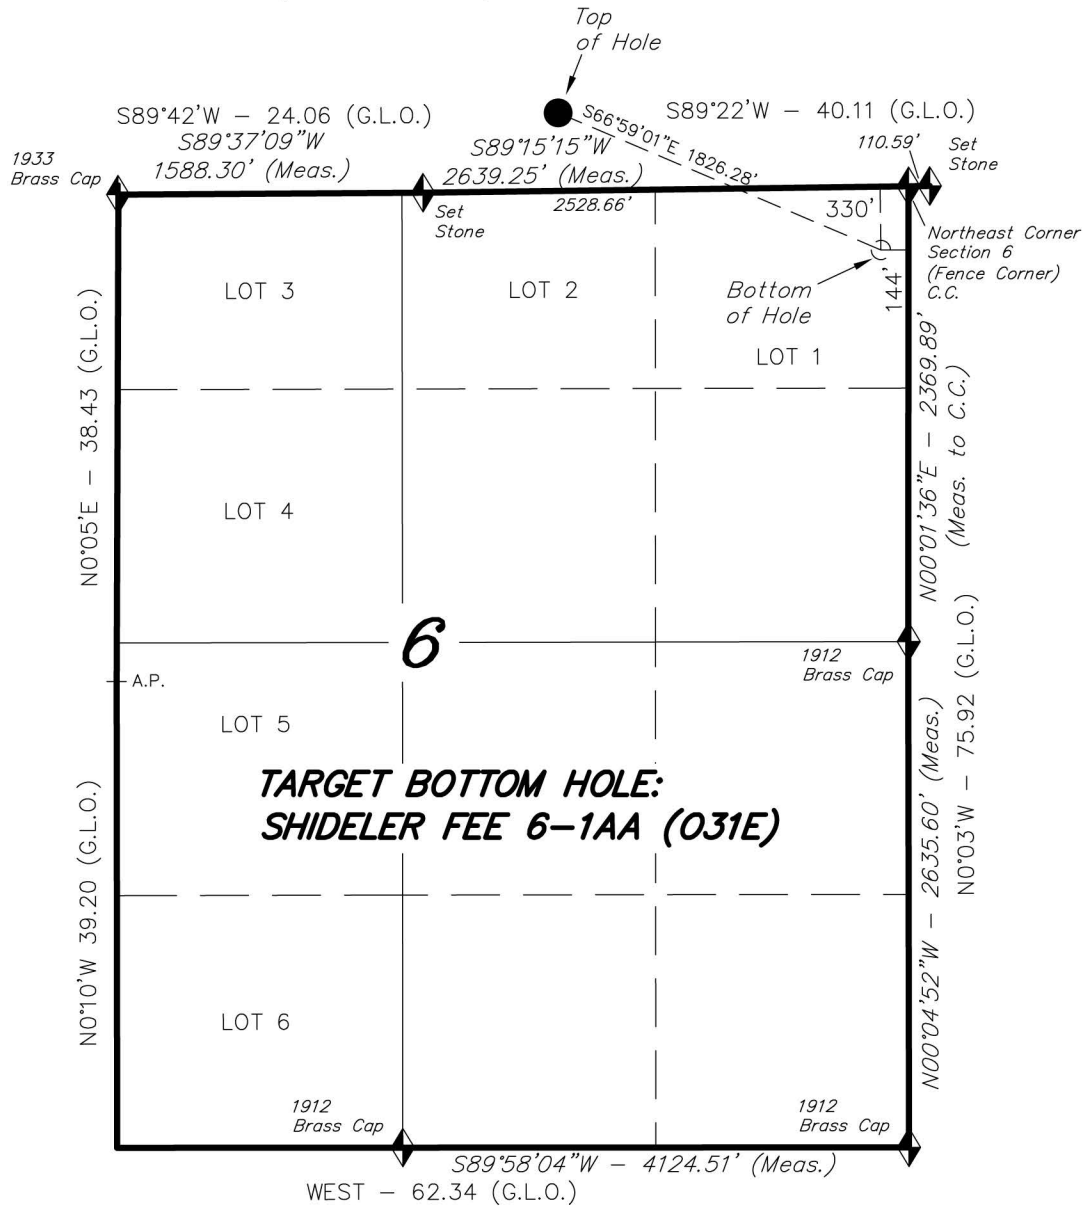 Top
of Hole
S89°42'W – 24.06 (G.L.O.)
S89°37'09"W
1588.30' (Meas.)
S66°59'01"E 1826.28'
S89°22'W – 40.11 (G.L.O.)
S89°15'15"W
2639.25' (Meas.)
2528.66'
110.59'
Set
Stone
1933
Brass Cap
Set
Stone
330'
Northeast Corner
Section 6
(Fence Corner)
C.C.
144'
Bottom
of Hole
LOT 3
LOT 2
LOT 1
N0°05'E – 38.43 (G.L.O.)
N00°01'36"E – 2369.89'
(Meas. to C.C.)
LOT 4
6
1912
Brass Cap
A.P.
LOT 5
TARGET BOTTOM HOLE:
SHIDELER FEE 6–1AA (O31E)
N0°10'W 39.20 (G.L.O.)
N00°04'52"W – 2635.60' (Meas.)
N0°03'W – 75.92 (G.L.O.)
LOT 6
1912
Brass Cap
1912
Brass Cap
S89°58'04"W – 4124.51' (Meas.)
WEST – 62.34 (G.L.O.)